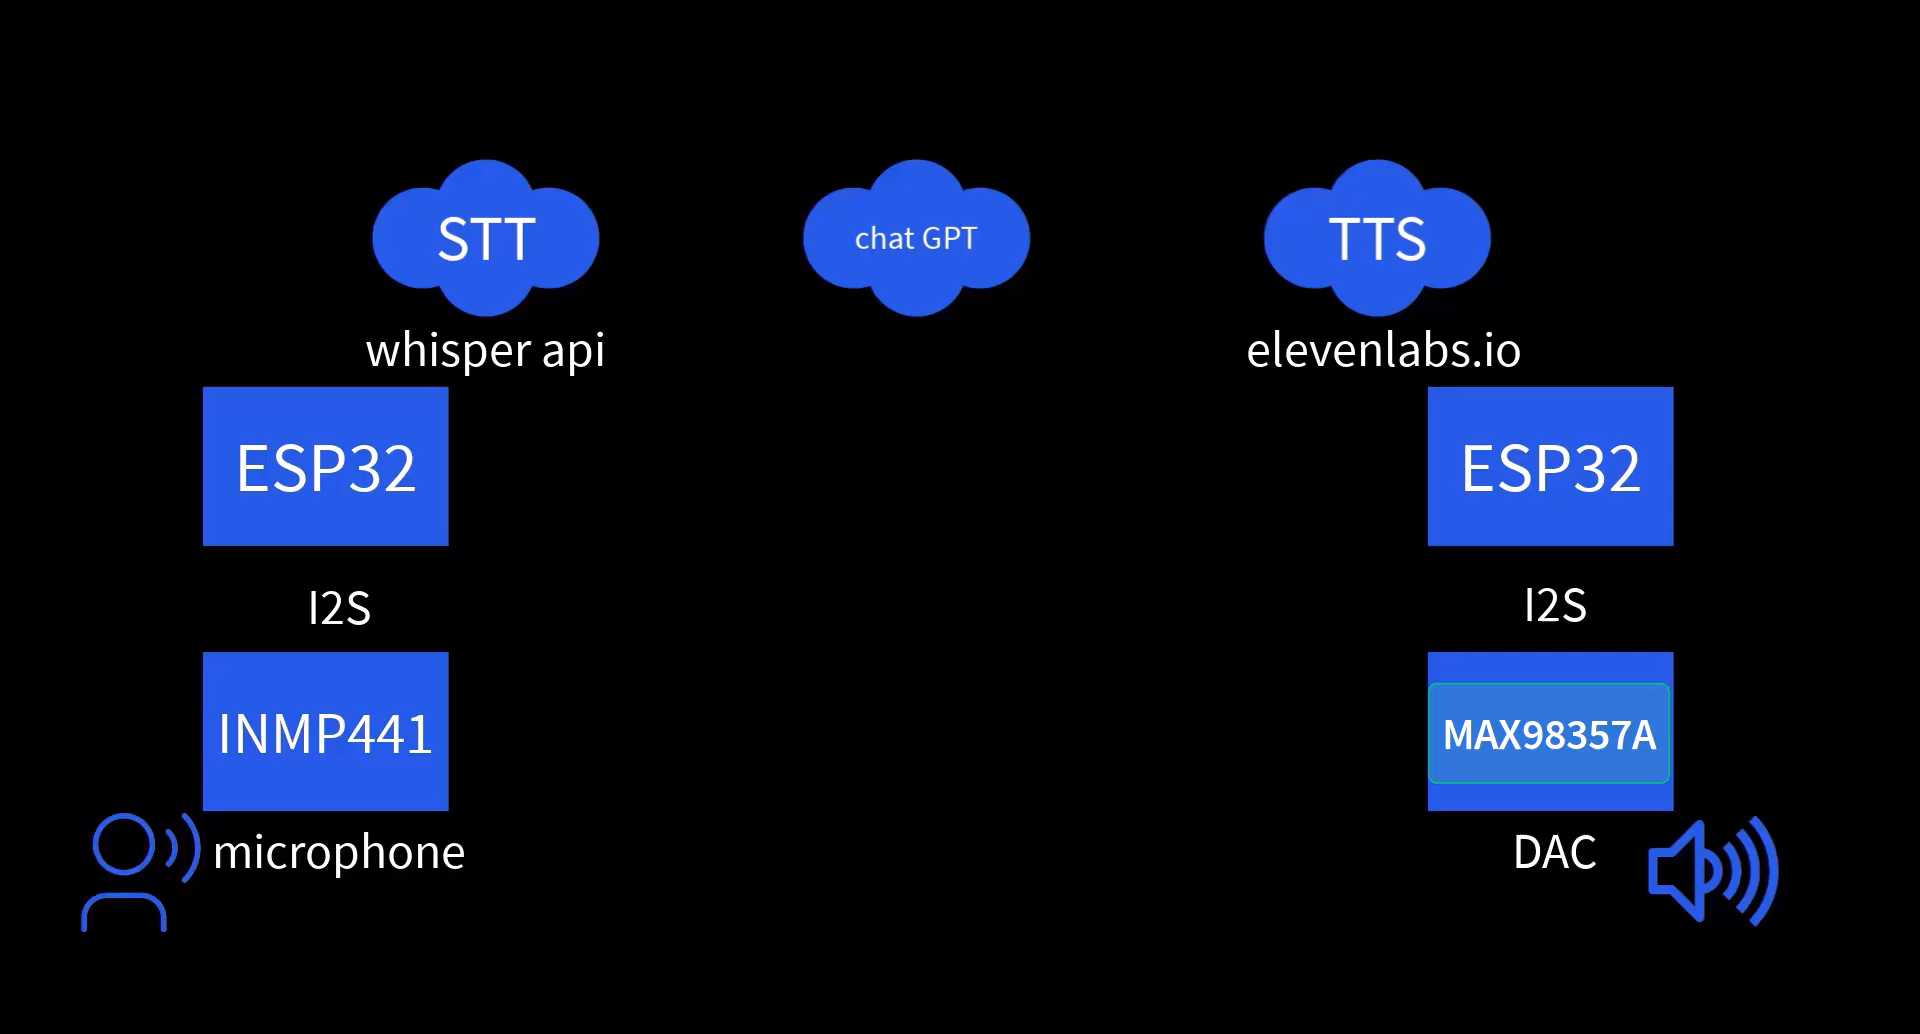 STT
chat GPT
TTS
whisper api
elevenlabs.io
ESP32
ESP32
I2S
I2S
INMP441
MAX98357A
microphone
DAC